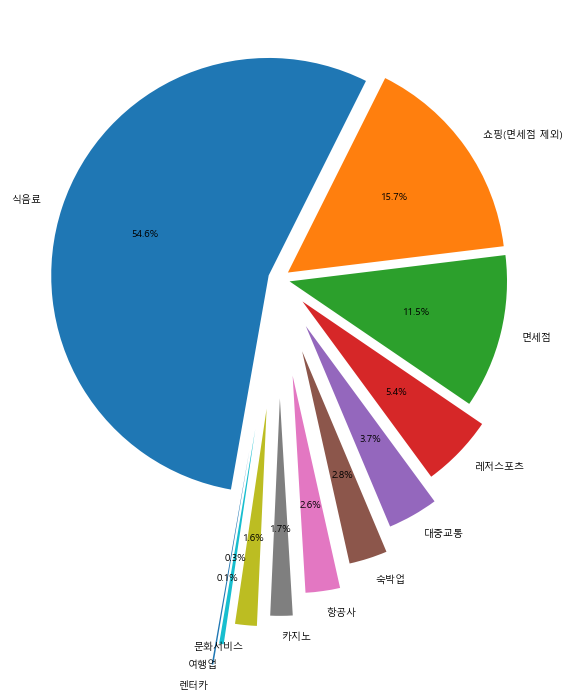 쇼핑(면세점 제외)
15.7%
식음료
54.6%
11.5%
면세점
5.4%
레저스포츠
3.7%
대중교통
2.8%
숙박업
2.6%
항공사
1.7%
카지노
1.6%
문화서비스
0.3%
여행업
0.1%
렌터카